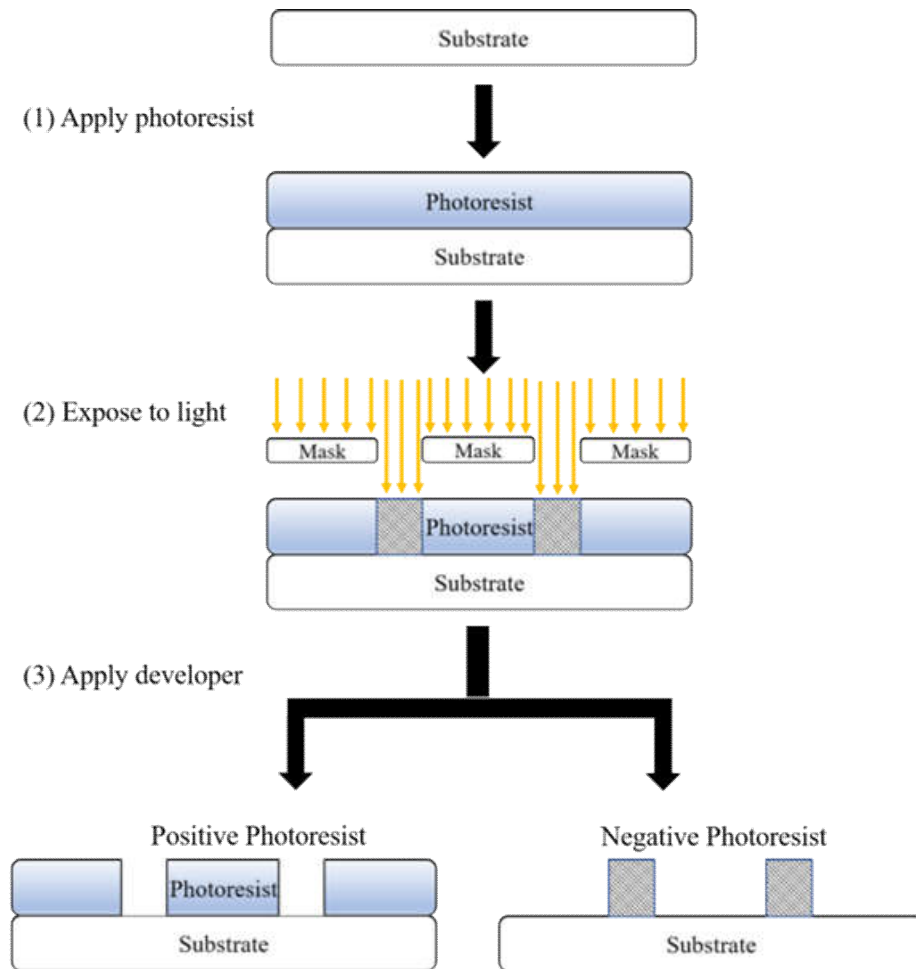 Substrate
(1) Apply photoresist
Photoresist
Substrate
(2) Expose to light
Mask Mask Mask
Photoresist
Substrate
(3) Apply developer
Positive Photoresist Negative Photoresist
Photoresist
Substrate Substrate